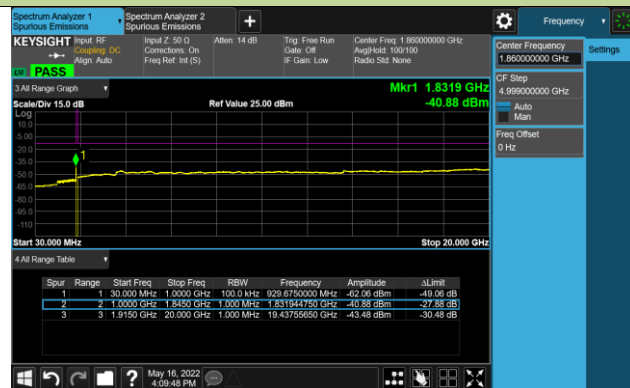 Spectrum Analyzer 1
Spurious Emissions
Spectrum Analyzer 2
Spurious Emissions
+
Frequency
KEYSIGHT
Input: RF
Coupling: DC
Align: Auto
Input Z: 50 Ω
Corrections: On
Freq Ref: Int (S)
Atten: 14 dB
Trig: Free Run
Gate: Off
IF Gain: Low
Center Freq: 1.860000000 GHz
Avg|Hold: 100/100
Radio Std: None
PASS
Center Frequency
1.860000000 GHz
Settings
CF Step
4.999000000 GHz
Auto
Man
Freq Offset
0 Hz
3 All Range Graph
Mkr1 1.8319 GHz
-40.88 dBm
Scale/Div 15.0 dB
Ref Value 25.00 dBm
Log
10.0
-5.00
-20.0
-35.0
-50.0
-65.0
-80.0
-95.0
-110
1
Start 30.000 MHz
Stop 20.000 GHz
4 All Range Table
Spur Range Start Freq Stop Freq RBW Frequency Amplitude ΔLimit
1 1 30.000 MHz 1.0000 GHz 100.0 kHz 929.6750000 MHz -62.06 dBm -49.06 dB
2 2 1.0000 GHz 1.8450 GHz 1.000 MHz 1.831944750 GHz -40.88 dBm -27.88 dB
3 3 1.9150 GHz 20.000 GHz 1.000 MHz 19.43755650 GHz -43.48 dBm -30.48 dB
?
May 16, 2022
4:09:48 PM